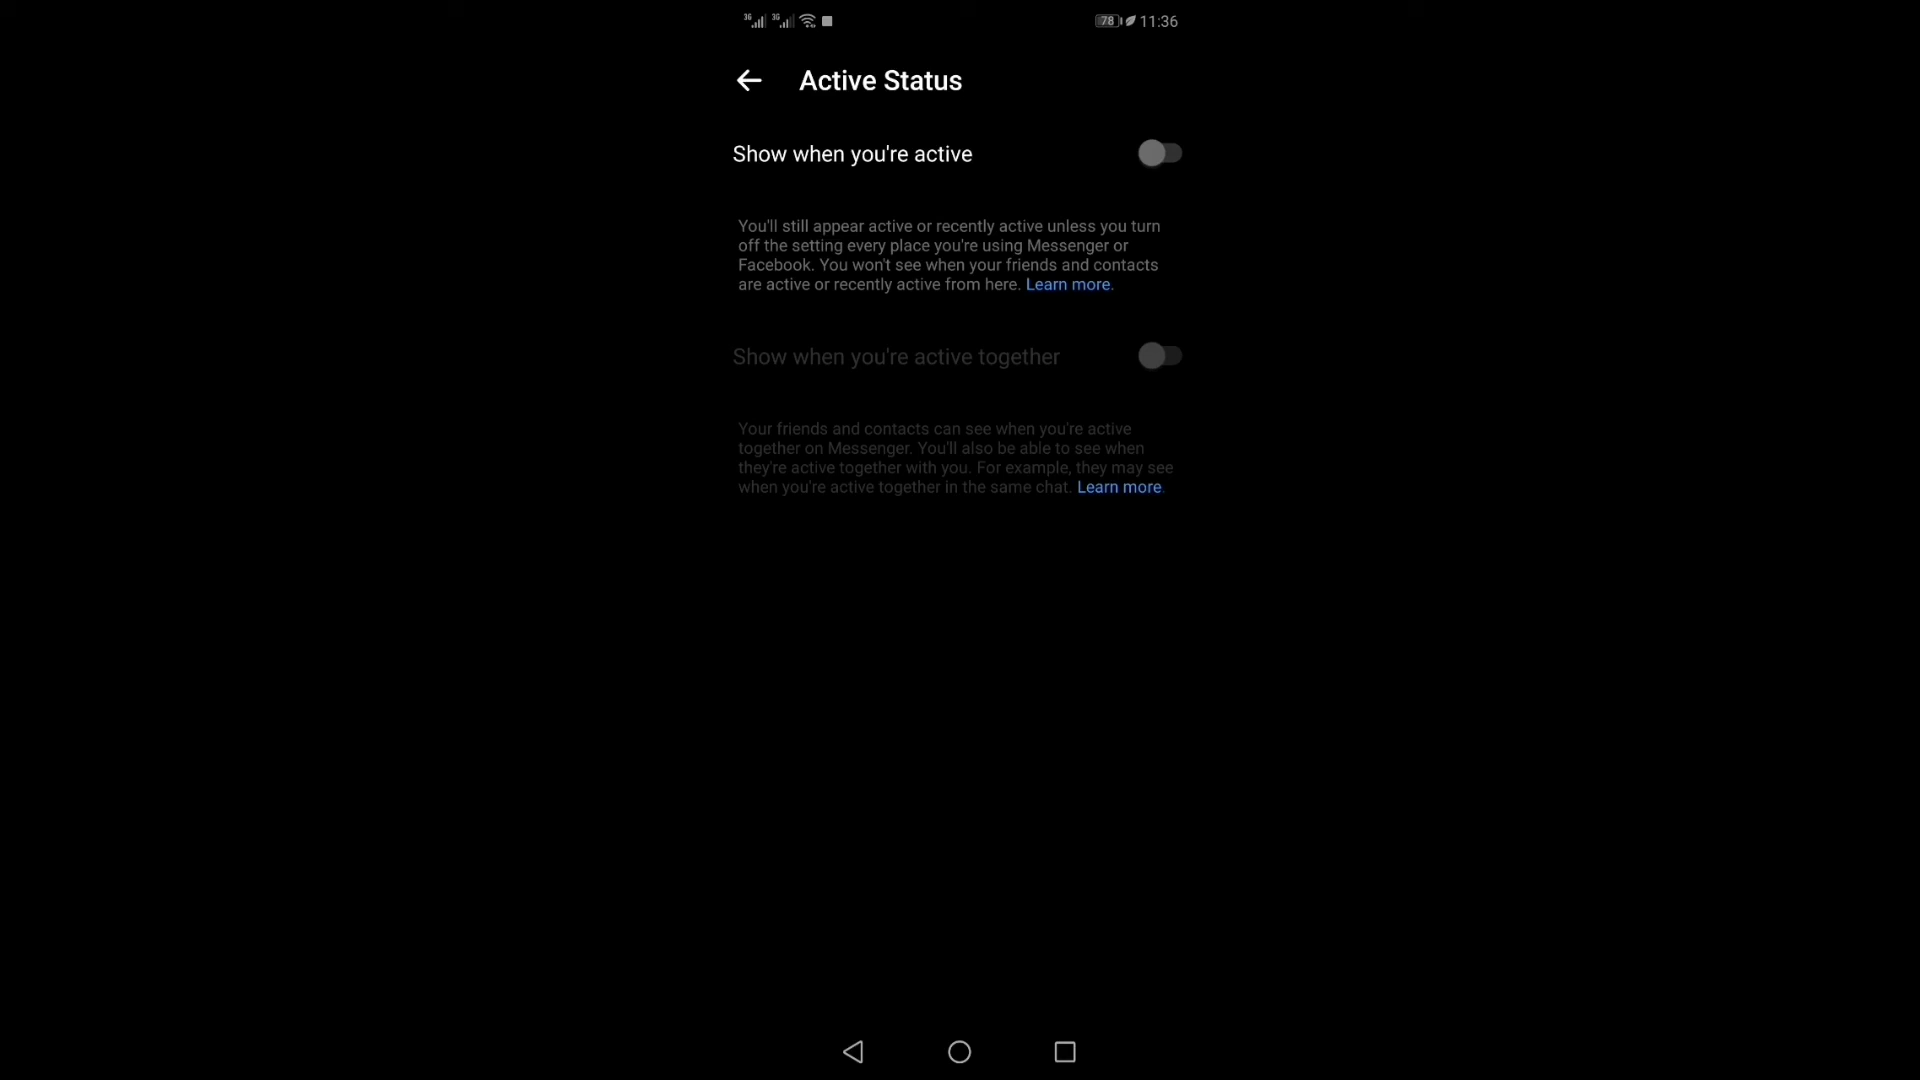 3G 3G 78 11:36
Active Status
Show when you're active
You'll still appear active or recently active unless you turn
off the setting every place you're using Messenger or
Facebook. You won't see when your friends and contacts
are active or recently active from here. Learn more.
Show when you're active together
Your friends and contacts can see when you're active
together on Messenger. You'll also be able to see when
they're active together with you. For example, they may see
when you're active together in the same chat. Learn more.